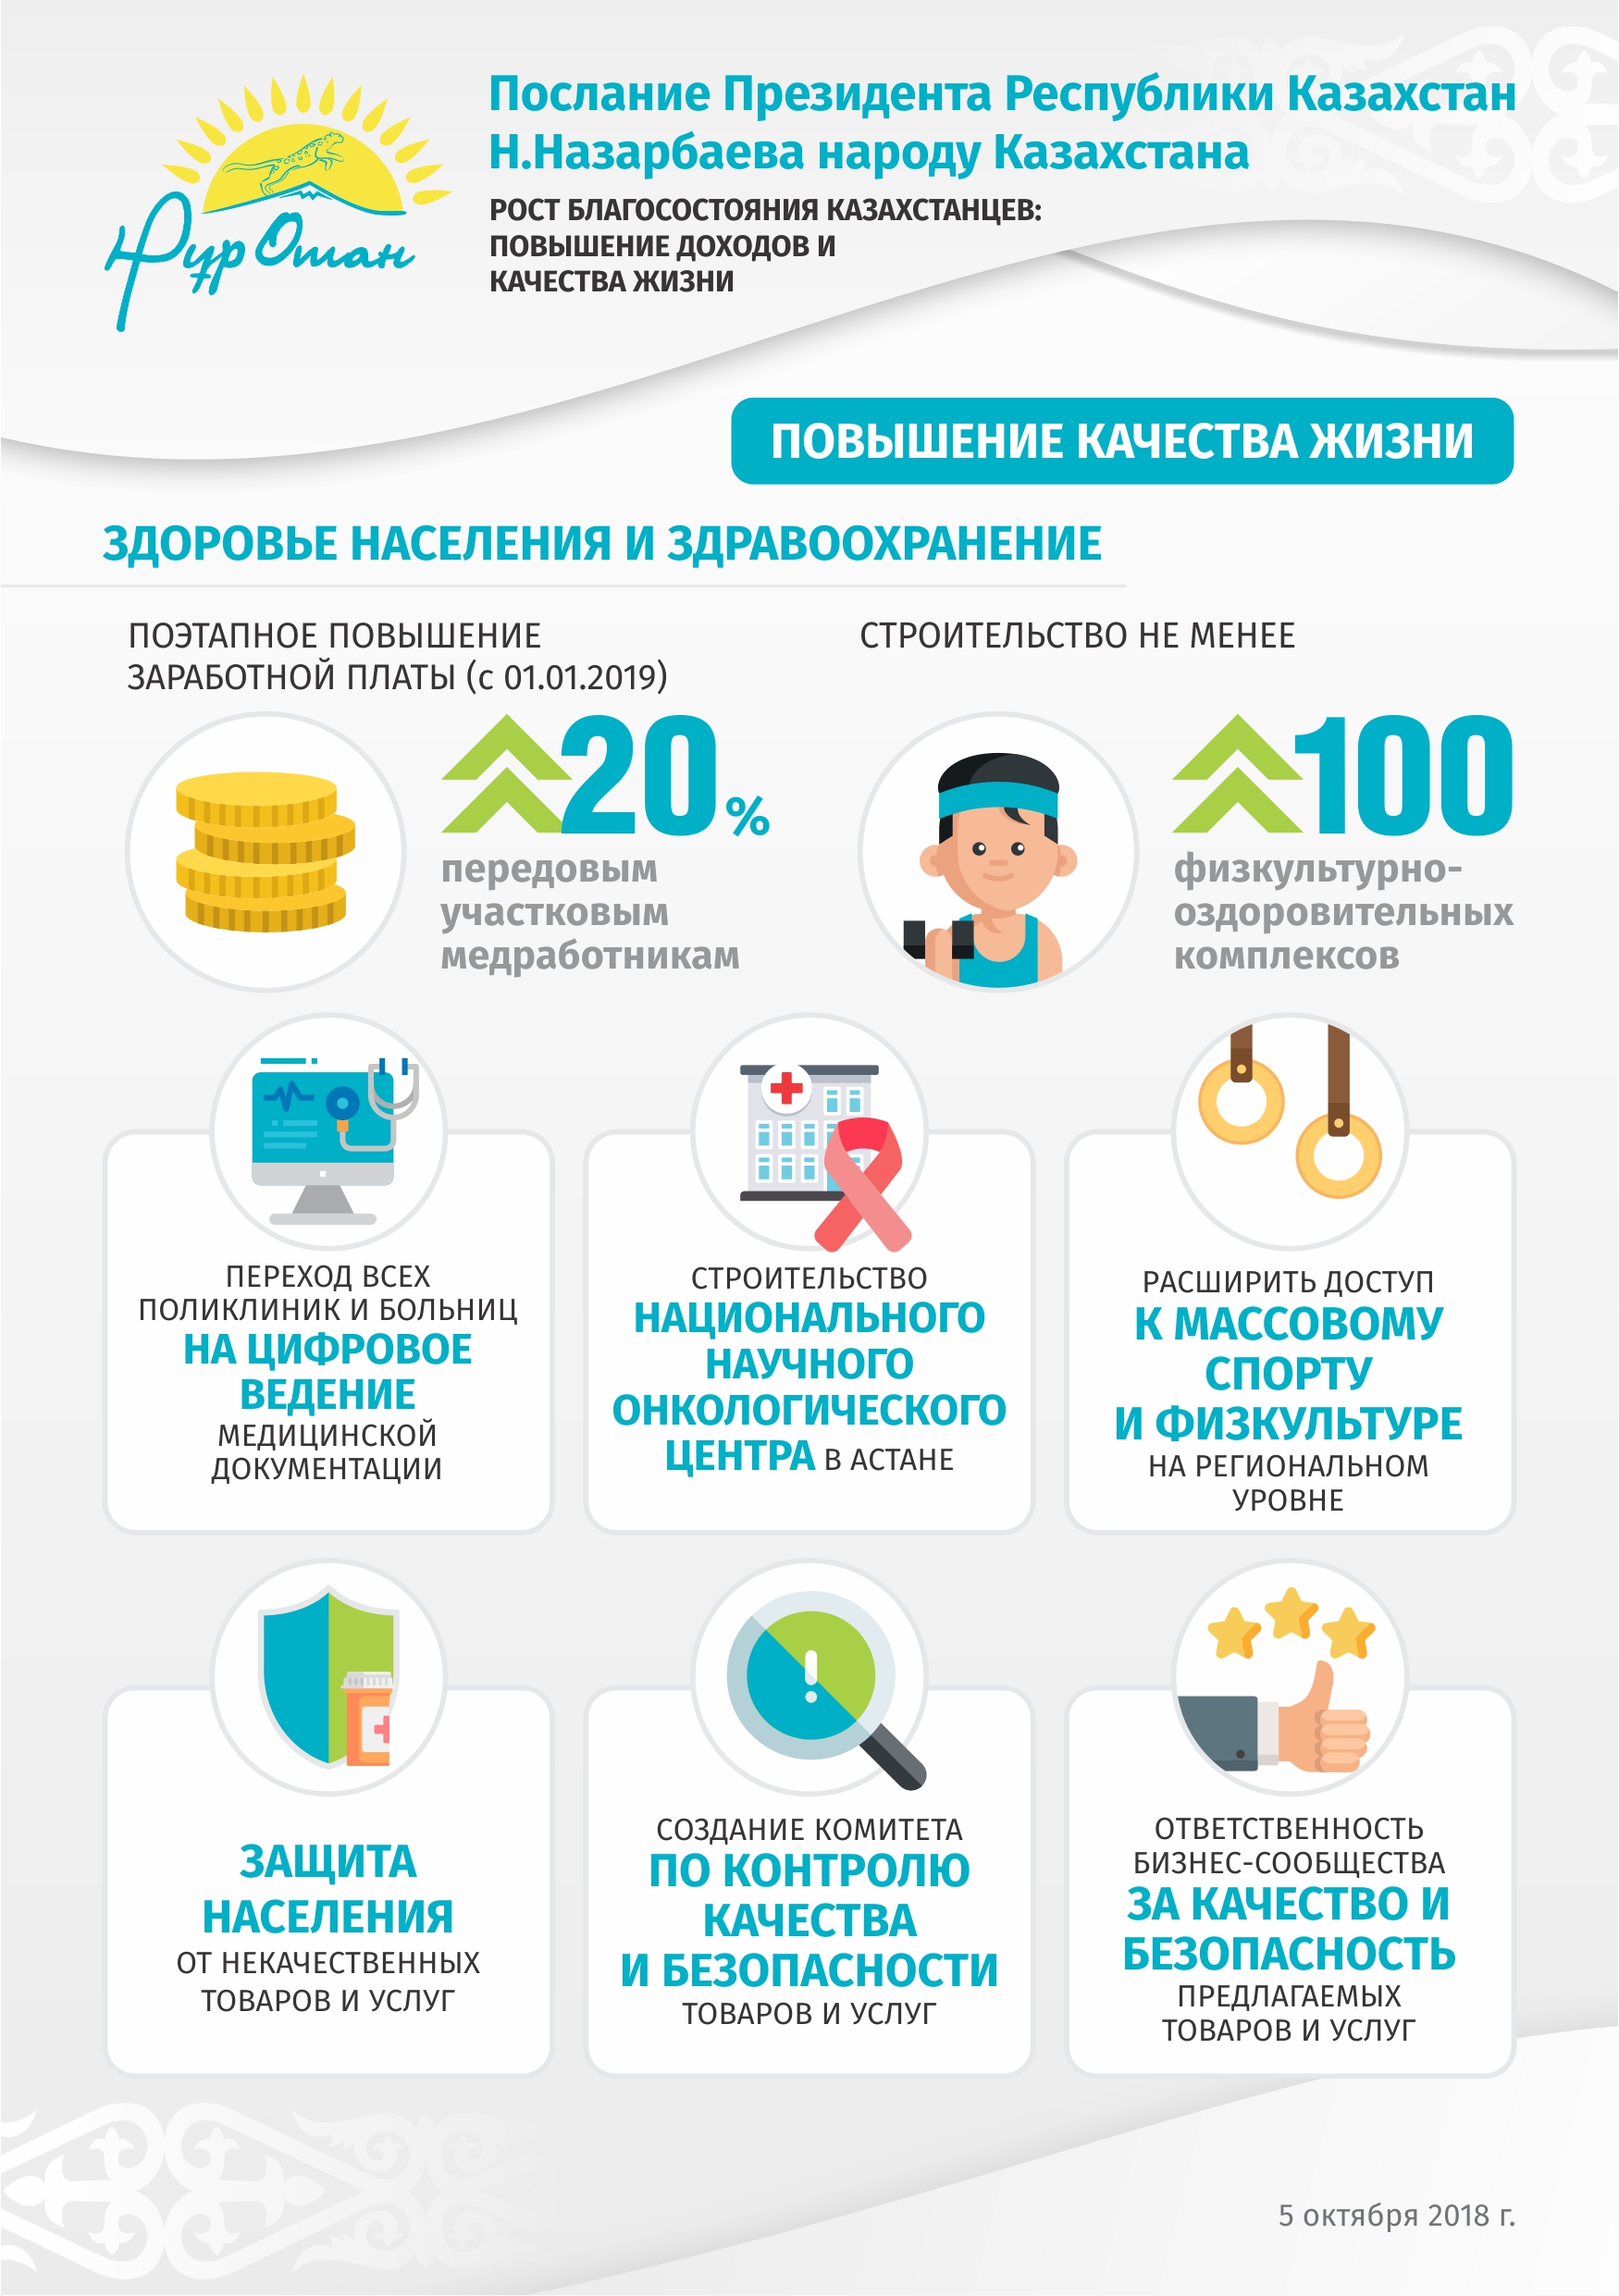 Нұр Отан
Послание Президента Республики Казахстан
Н.Назарбаева народу Казахстана
РОСТ БЛАГОСОСТОЯНИЯ КАЗАХСТАНЦЕВ:
ПОВЫШЕНИЕ ДОХОДОВ И
КАЧЕСТВА ЖИЗНИ
ПОВЫШЕНИЕ КАЧЕСТВА ЖИЗНИ
ЗДОРОВЬЕ НАСЕЛЕНИЯ И ЗДРАВООХРАНЕНИЕ
ПОЭТАПНОЕ ПОВЫШЕНИЕ
ЗАРАБОТНОЙ ПЛАТЫ (с 01.01.2019)
20%
передовым
участковым
медработникам
СТРОИТЕЛЬСТВО НЕ МЕНЕЕ
100
физкультурно-
оздоровительных
комплексов
ПЕРЕХОД ВСЕХ
ПОЛИКЛИНИК И БОЛЬНИЦ
НА ЦИФРОВОЕ
ВЕДЕНИЕ
МЕДИЦИНСКОЙ
ДОКУМЕНТАЦИИ
СТРОИТЕЛЬСТВО
НАЦИОНАЛЬНОГО
НАУЧНОГО
ОНКОЛОГИЧЕСКОГО
ЦЕНТРА В АСТАНЕ
РАСШИРИТЬ ДОСТУП
К МАССОВОМУ
СПОРТУ
И ФИЗКУЛЬТУРЕ
НА РЕГИОНАЛЬНОМ
УРОВНЕ
ЗАЩИТА
НАСЕЛЕНИЯ
ОТ НЕКАЧЕСТВЕННЫХ
ТОВАРОВ И УСЛУГ
СОЗДАНИЕ КОМИТЕТА
ПО КОНТРОЛЮ
КАЧЕСТВА
И БЕЗОПАСНОСТИ
ТОВАРОВ И УСЛУГ
ОТВЕТСТВЕННОСТЬ
БИЗНЕС-СООБЩЕСТВА
ЗА КАЧЕСТВО И
БЕЗОПАСНОСТЬ
ПРЕДЛАГАЕМЫХ
ТОВАРОВ И УСЛУГ
5 октября 2018 г.